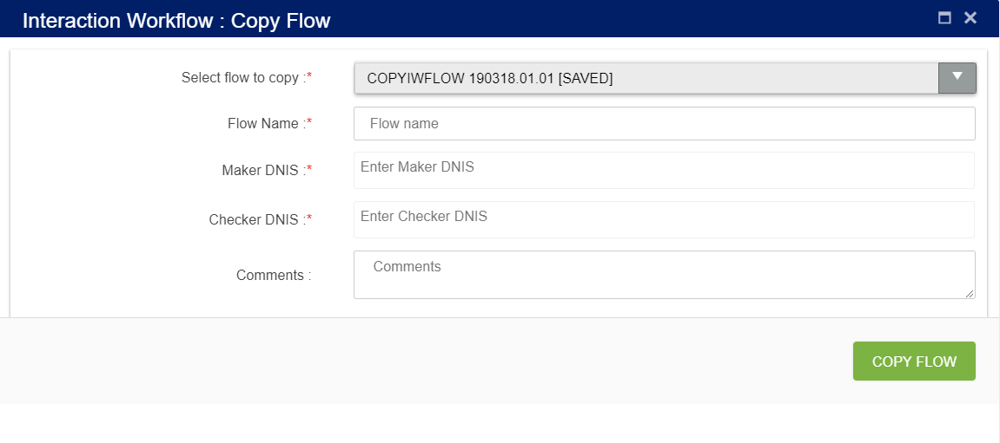 Interaction Workflow : Copy Flow
Select flow to copy :* COPYIWFLOW 190318.01.01 [SAVED]
Flow Name :* Flow name
Maker DNIS :* Enter Maker DNIS
Checker DNIS :* Enter Checker DNIS
Comments : Comments
COPY FLOW